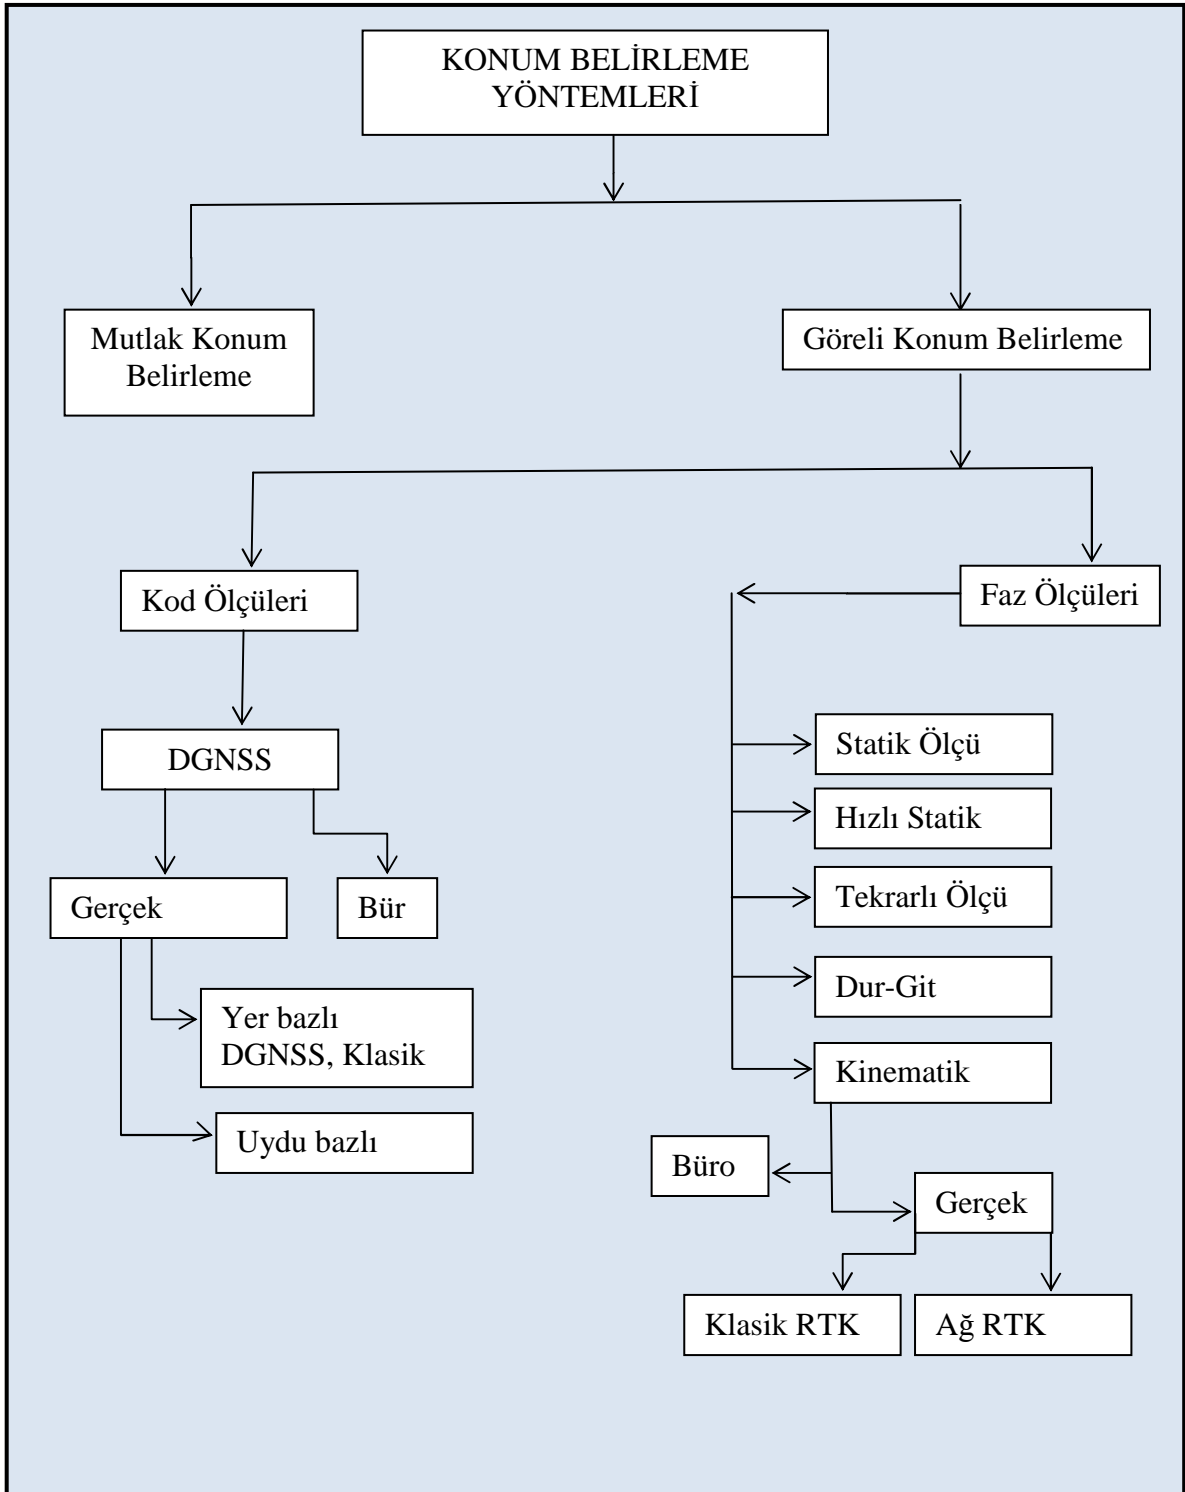 KONUM BELİRLEME
YÖNTEMLERİ
Mutlak Konum
Belirleme
Göreli Konum Belirleme
Kod Ölçüleri
Faz Ölçüleri
DGNSS
Gerçek
Bür
Yer bazlı
DGNSS, Klasik
Uydu bazlı
Statik Ölçü
Hızlı Statik
Tekrarlı Ölçü
Dur-Git
Kinematik
Büro
Gerçek
Klasik RTK
Ağ RTK